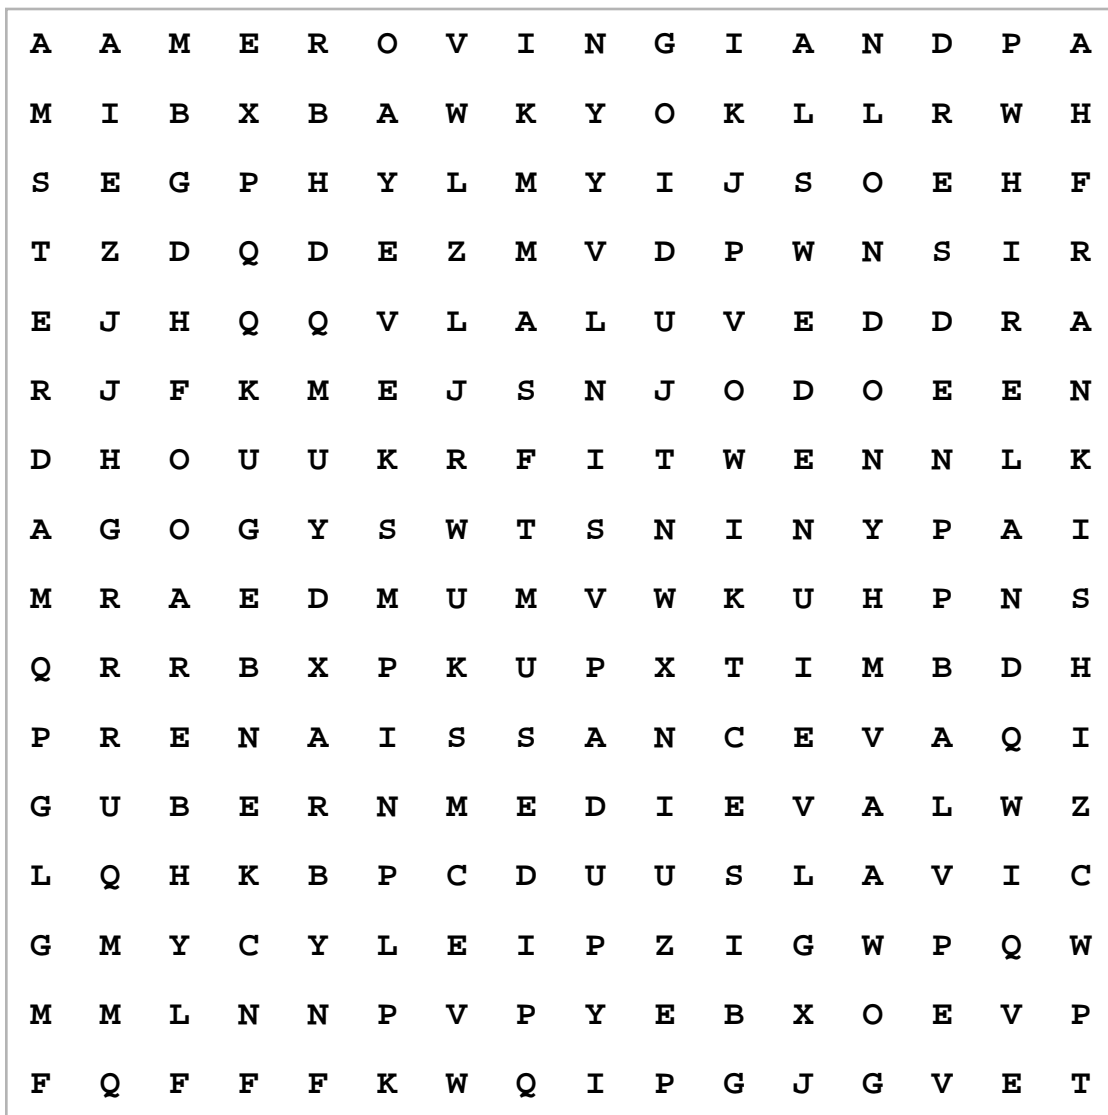 A A M E R O V I N G I A N D P A
M I B X B A W K Y O K L L R W H
S E G P H Y L M Y I J S O E H F
T Z D Q D E Z M V D P W N S I R
E J H Q Q V L A L U V E D D R A
R J F K M E J S N J O D O E E N
D H O U U K R F I T W E N N L K
A G O G Y S W T S N I N Y P A I
M R A E D M U M V W K U H P N S
Q R R B X P K U P X T I M B D H
P R E N A I S S A N C E V A Q I
G U B E R N M E D I E V A L W Z
L Q H K B P C D U U S L A V I C
G M Y C Y L E I P Z I G W P Q W
M M L N N P V P Y E B X O E V P
F Q F F F K W Q I P G J G V E T